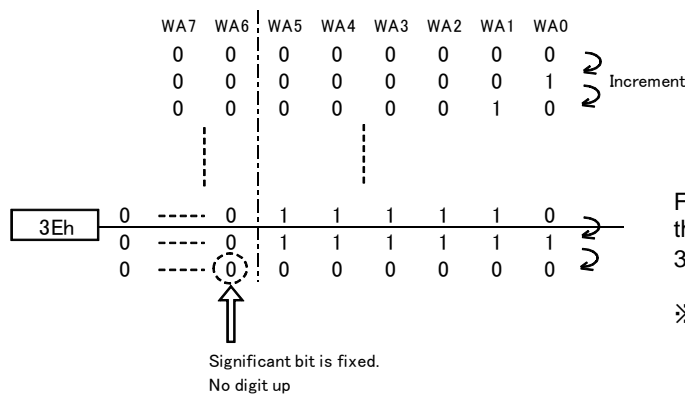 WA7 WA6 WA5 WA4 WA3 WA2 WA1 WA0
0 0 0 0 0 0 0 0
0 0 0 0 0 0 0 1 Increment
0 0 0 0 0 0 1 0
3Eh 0 ----- 0 1 1 1 1 1 0
0 ----- 0 1 1 1 1 1 1
0 ----- 0 0 0 0 0 0 0
Significant bit is fixed.
No digit up
F
th
3
※